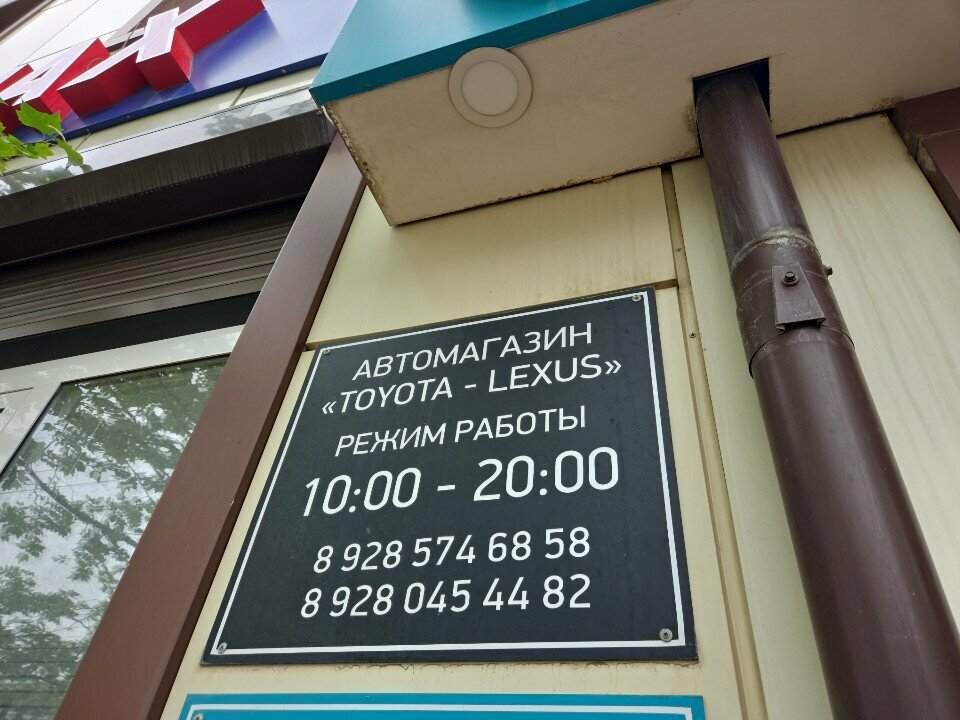 АВТОМАГАЗИН
«TOYOTA - LEXUS»
РЕЖИМ РАБОТЫ
10:00 - 20:00
8 928 574 68 58
8 928 045 44 82